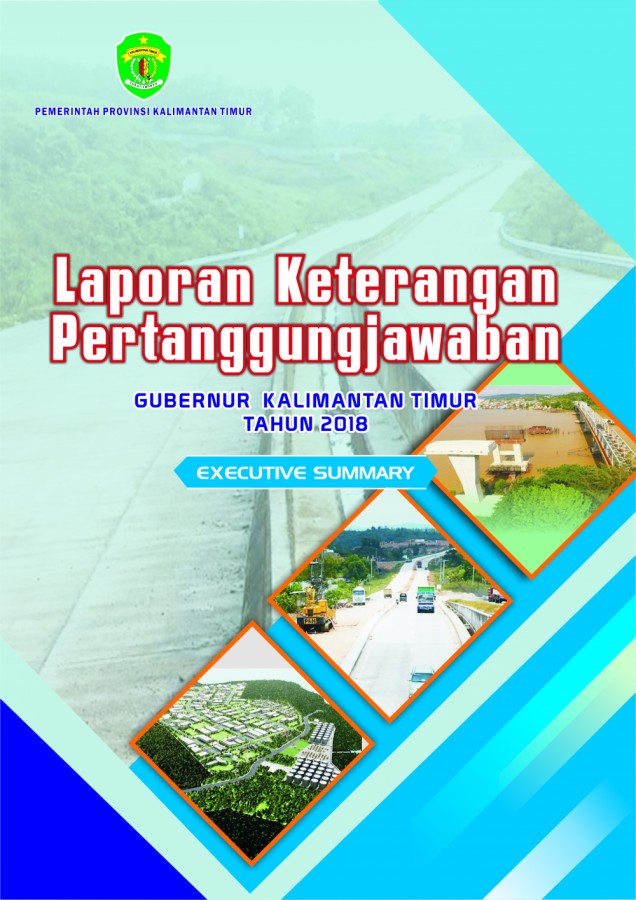 PEMERINTAH PROVINSI KALIMANTAN TIMUR
Laporan Keterangan
Pertanggungjawaban
GUBERNUR KALIMANTAN TIMUR
TAHUN 2018
EXECUTIVE SUMMARY